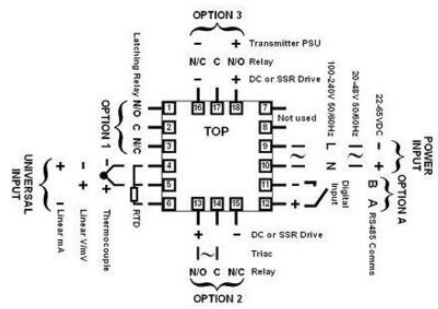 OPTION 3
− + Transmitter PSU
N/C C N/O Relay
− + DC or SSR Drive
16 17 18
TOP
1
2
3
4
5
6
7
8
9
10
11
12
13 14 15
Not used
Latching Relay N/O C N/C
OPTION 1
100-240V 50/60Hz L N
20-48V 50/60Hz
22-65VDC − +
POWER INPUT
Digital Input
− +
B A RS485 Comms
OPTION A
RTD
Thermocouple + −
Linear V/mV + −
Linear mA + −
UNIVERSAL INPUT
+ − DC or SSR Drive
~ Triac
N/O C N/C Relay
OPTION 2